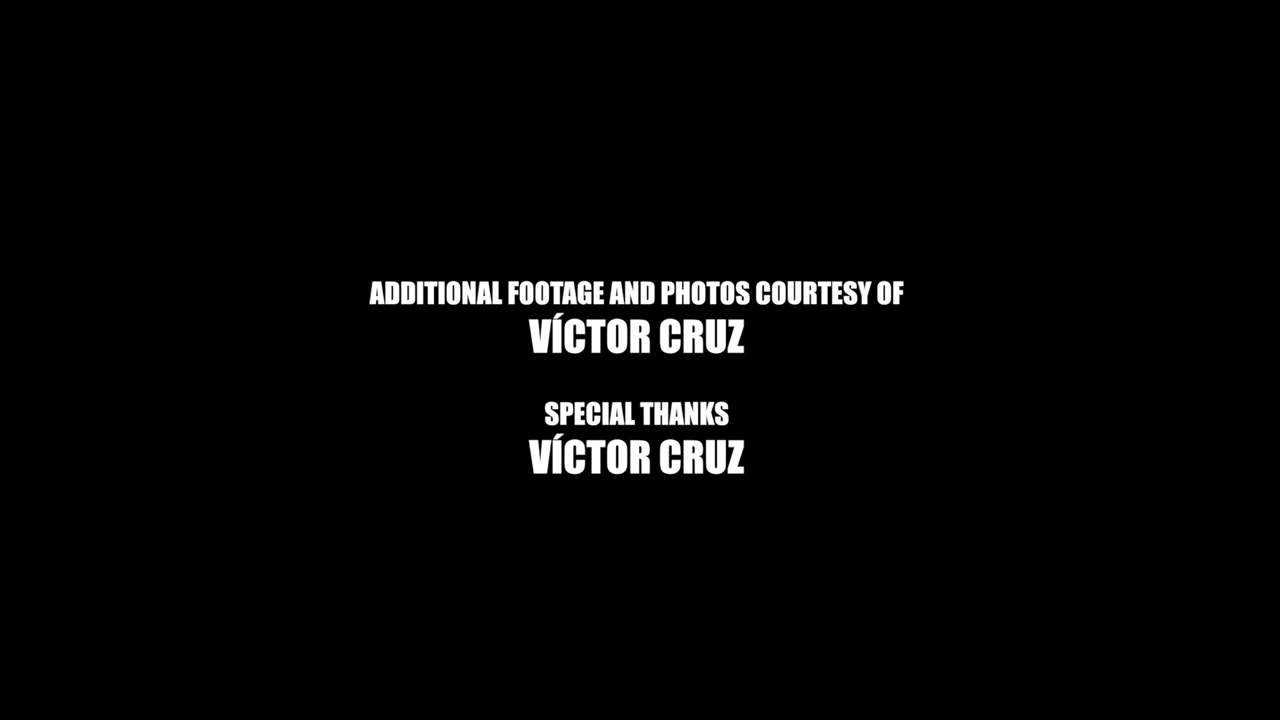 ADDITIONAL FOOTAGE AND PHOTOS COURTESY OF
VÍCTOR CRUZ
SPECIAL THANKS
VÍCTOR CRUZ